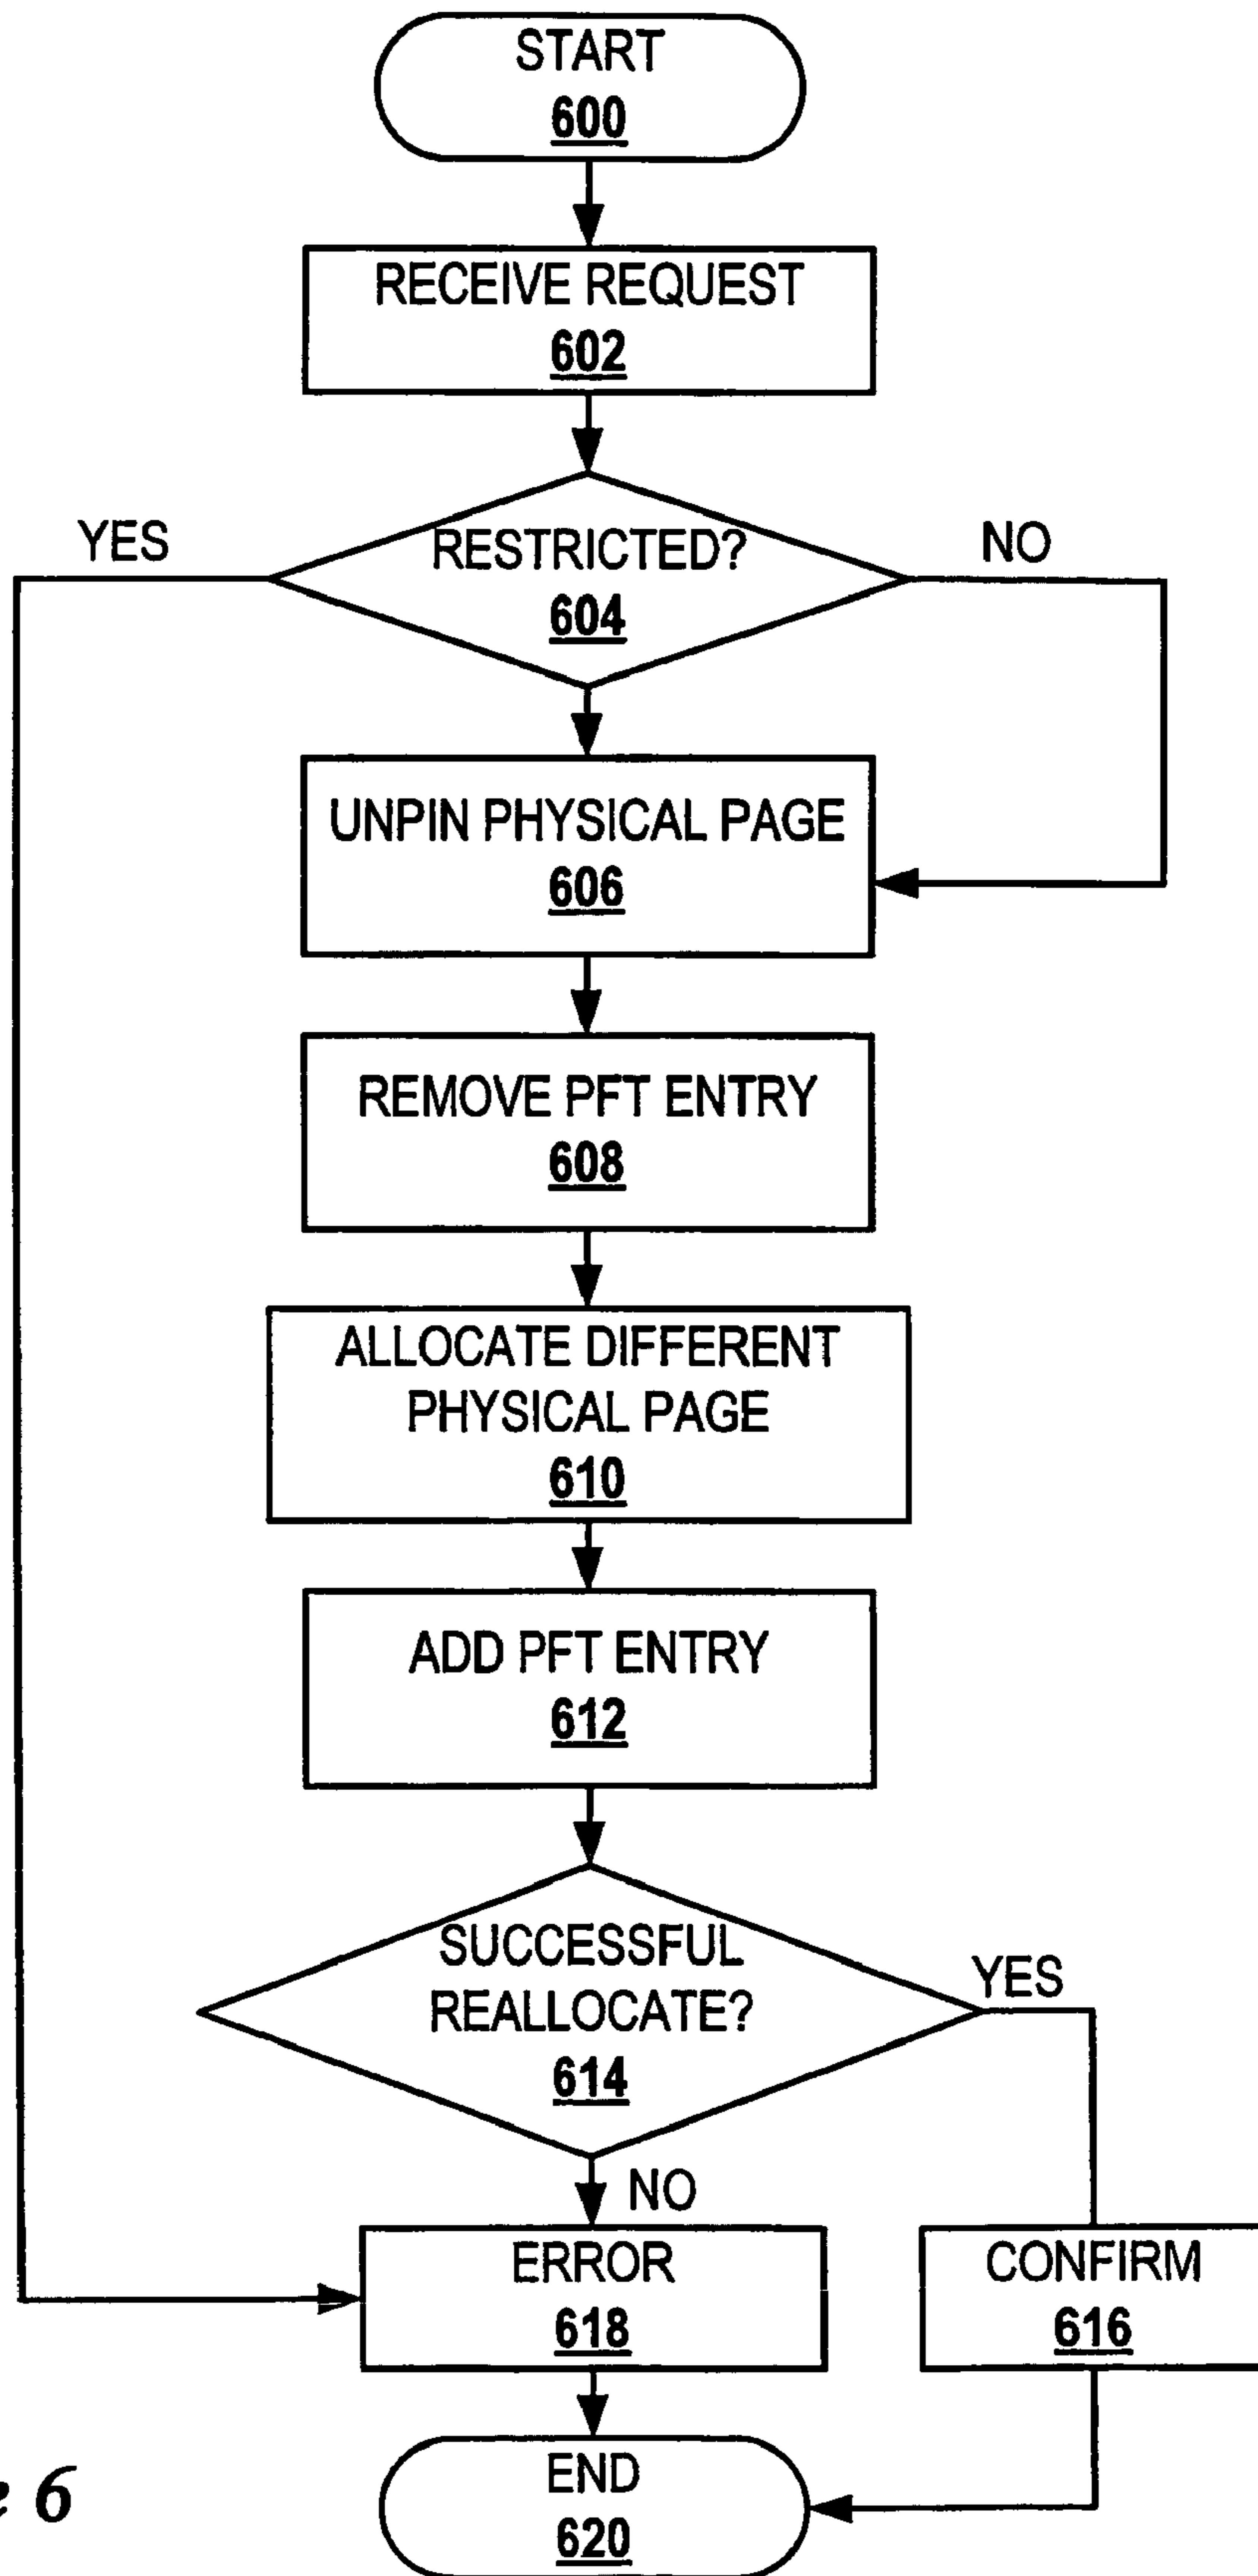 START
600
RECEIVE REQUEST
602
YES
RESTRICTED?
NO
604
UNPIN PHYSICAL PAGE
606
REMOVE PFT ENTRY
608
ALLOCATE DIFFERENT
PHYSICAL PAGE
610
ADD PFT ENTRY
612
SUCCESSFUL
REALLOCATE?
YES
614
NO
ERROR
618
CONFIRM
616
END
620
6